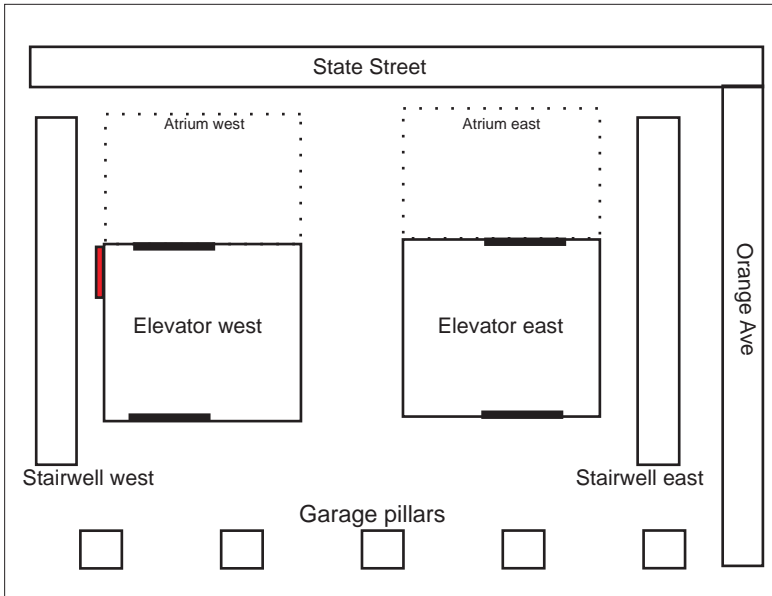 State Street
Atrium west
Atrium east
Orange Ave
Elevator west
Elevator east
Stairwell west
Stairwell east
Garage pillars